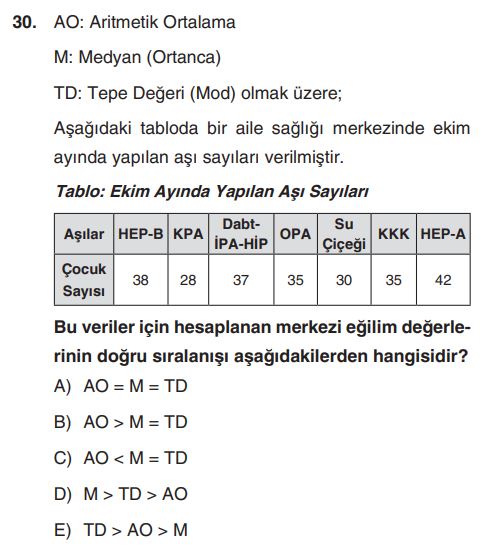 30. AO: Aritmetik Ortalama
M: Medyan (Ortanca)
TD: Tepe Değeri (Mod) olmak üzere;
Aşağıdaki tabloda bir aile sağlığı merkezinde ekim
ayında yapılan aşı sayıları verilmiştir.
Tablo: Ekim Ayında Yapılan Aşı Sayıları
Aşılar HEP-B KPA Dabt-İPA-HİP OPA Su Çiçeği KKK HEP-A
Çocuk Sayısı 38 28 37 35 30 35 42
Bu veriler için hesaplanan merkezi eğilim değerle-
rinin doğru sıralanışı aşağıdakilerden hangisidir?
A) AO = M = TD
B) AO > M = TD
C) AO < M = TD
D) M > TD > AO
E) TD > AO > M